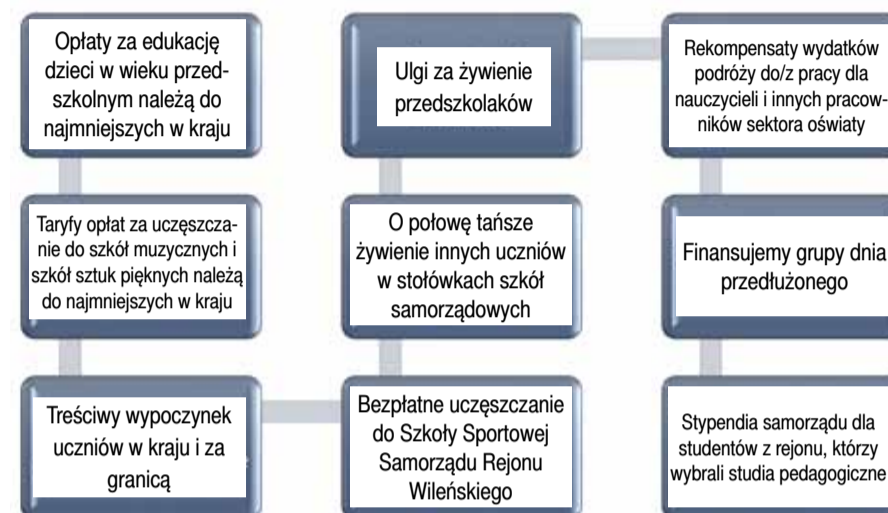 Opłaty za edukację
dzieci w wieku przed-
szkolnym należą do
najmniejszych w kraju
Taryfy opłat za uczęszcza-
nie do szkół muzycznych i
szkół sztuk pięknych należą
do najmniejszych w kraju
Treściwy wypoczynek
uczniów w kraju i za
granicą
Bezpłatne uczęszczanie
do Szkoły Sportowej
Samorządu Rejonu
Wileńskiego
O połowę tańsze
żywienie innych uczniów
w stołówkach szkół
samorządowych
Ulgi za żywienie
przedszkolaków
Rekompensaty wydatków
podróży do/z pracy dla
nauczycieli i innych pracow-
ników sektora oświaty
Finansujemy grupy dnia
przedłużonego
Stypendia samorządu dla
studentów z rejonu, którzy
wybrali studia pedagogiczne